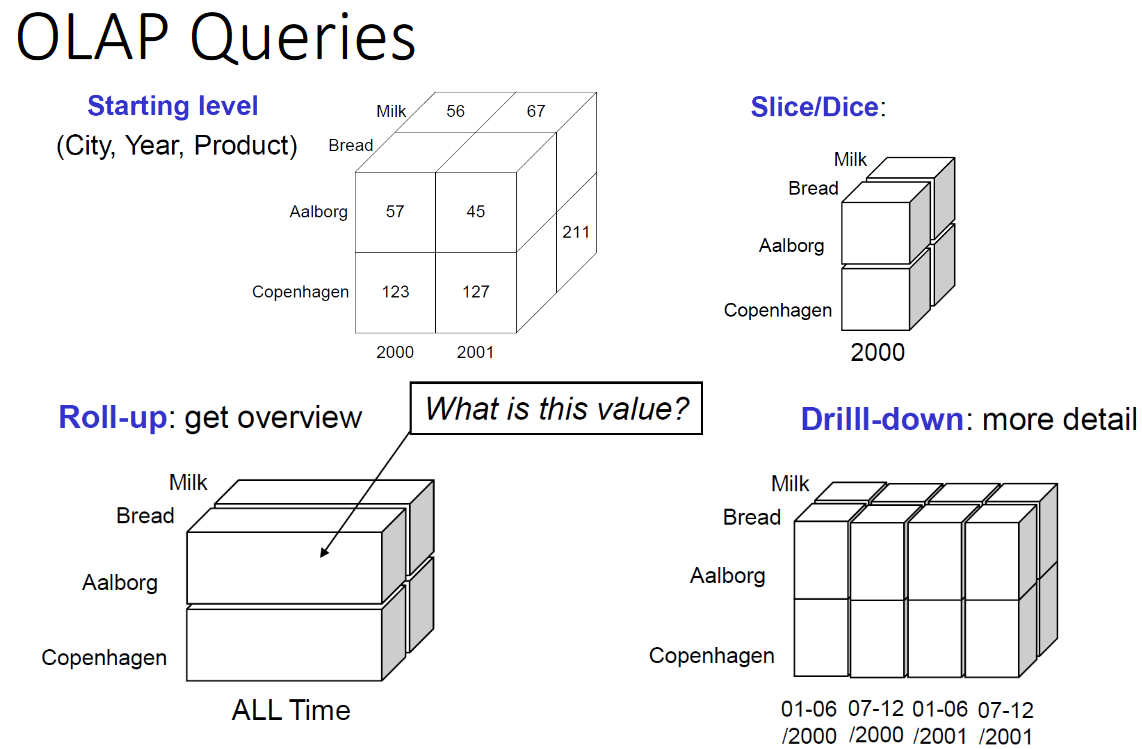 OLAP Queries
Starting level
(City, Year, Product)
Milk
56
67
Bread
Aalborg
57
45
211
Copenhagen
123
127
2000
2001
Slice/Dice:
Milk
Bread
Aalborg
Copenhagen
2000
What is this value?
Roll-up: get overview
Milk
Bread
Aalborg
Copenhagen
ALL Time
Drilll-down: more detail
Milk
Bread
Aalborg
Copenhagen
01-06 07-12 01-06 07-12
/2000 /2000 /2001 /2001